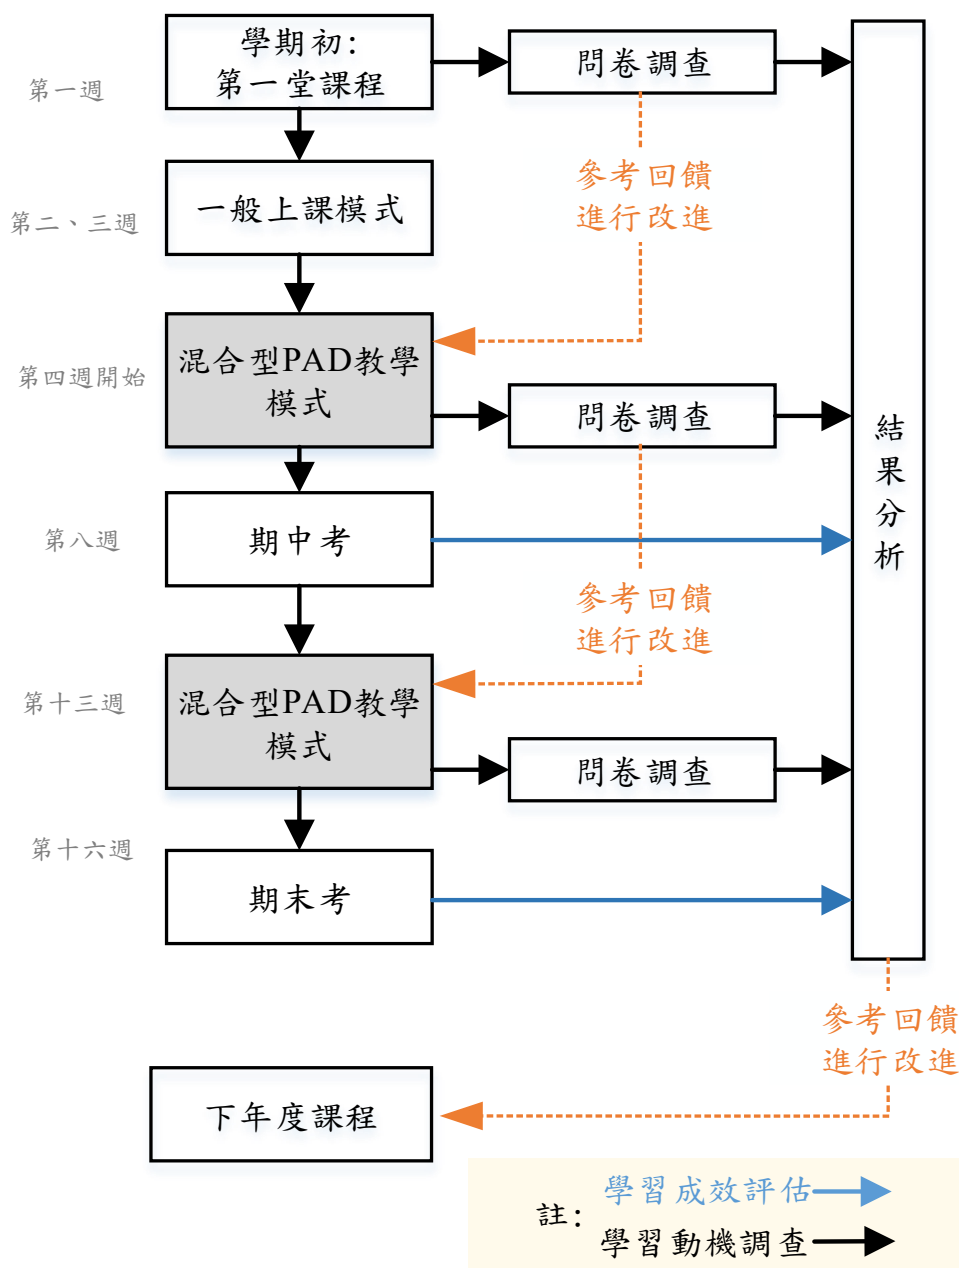 學期初:
第一堂課程
問卷調查
第一週
參考回饋
進行改進
一般上課模式
第二、三週
混合型PAD教學
模式
第四週開始
問卷調查
結
果
分
析
期中考
第八週
參考回饋
進行改進
混合型PAD教學
模式
第十三週
問卷調查
第十六週
期末考
參考回饋
進行改進
下年度課程
註:
學習成效評估
學習動機調查